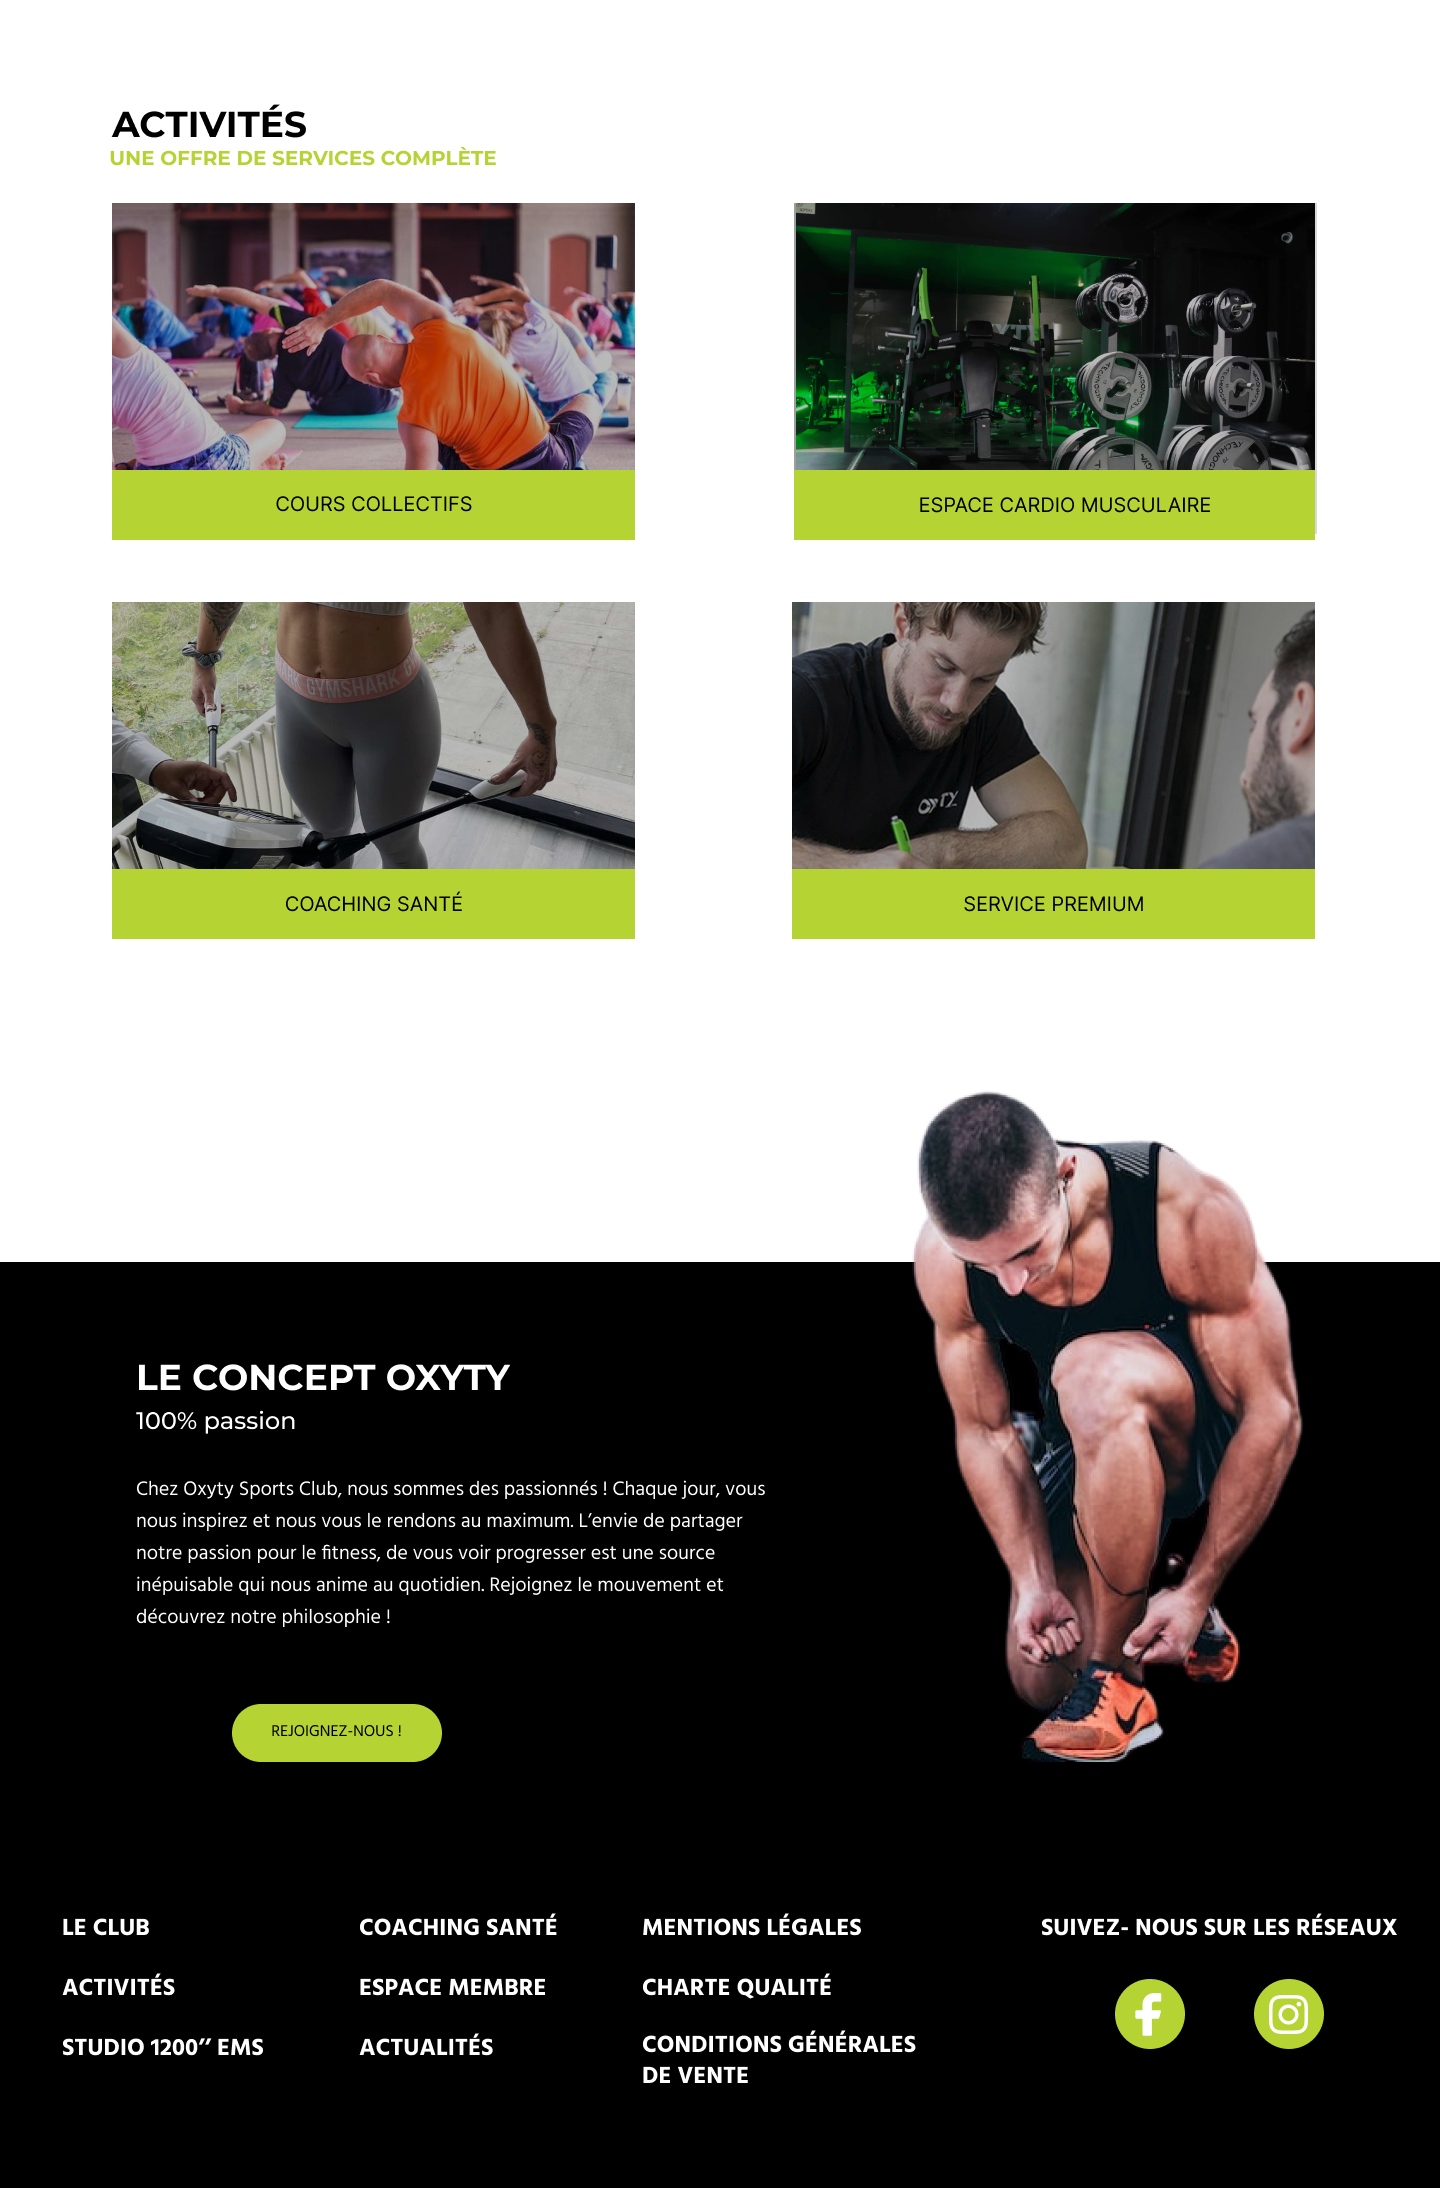 ACTIVITÉS
UNE OFFRE DE SERVICES COMPLÈTE
COURS COLLECTIFS
ESPACE CARDIO MUSCULAIRE
GYMSHARK
OXYTY
COACHING SANTÉ
SERVICE PREMIUM
LE CONCEPT OXYTY
100% passion
Chez Oxyty Sports Club, nous sommes des passionnés ! Chaque jour, vous
nous inspirez et nous vous le rendons au maximum. L’envie de partager
notre passion pour le fitness, de vous voir progresser est une source
inépuisable qui nous anime au quotidien. Rejoignez le mouvement et
découvrez notre philosophie !
REJOIGNEZ-NOUS !
LE CLUB
COACHING SANTÉ
MENTIONS LÉGALES
SUIVEZ- NOUS SUR LES RÉSEAUX
ACTIVITÉS
ESPACE MEMBRE
CHARTE QUALITÉ
STUDIO 1200’’ EMS
ACTUALITÉS
CONDITIONS GÉNÉRALES
DE VENTE